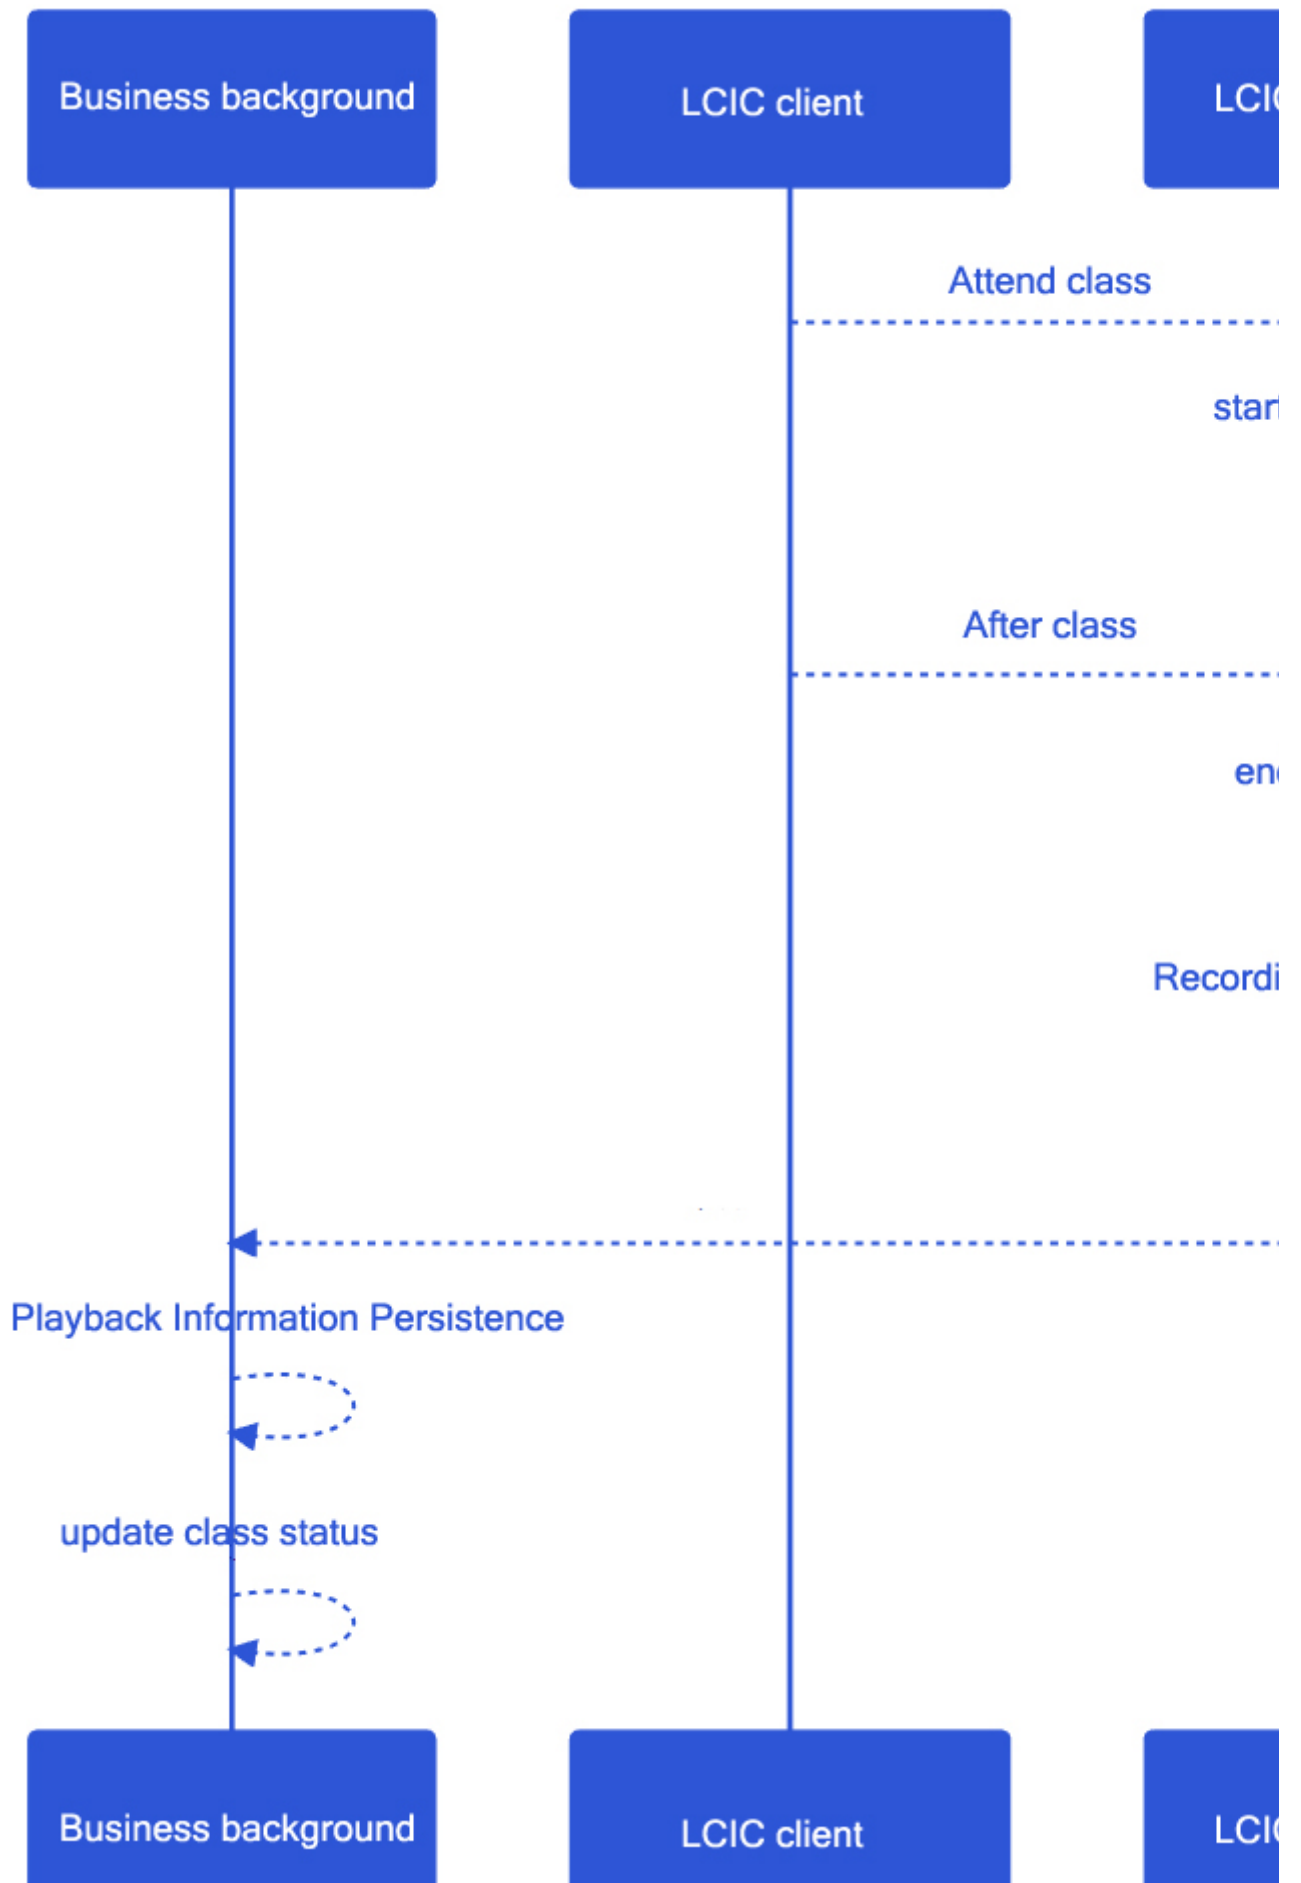 Business background
LCIC client
Attend class
After class
Playback Information Persistence
update class status
Business background
LCIC client